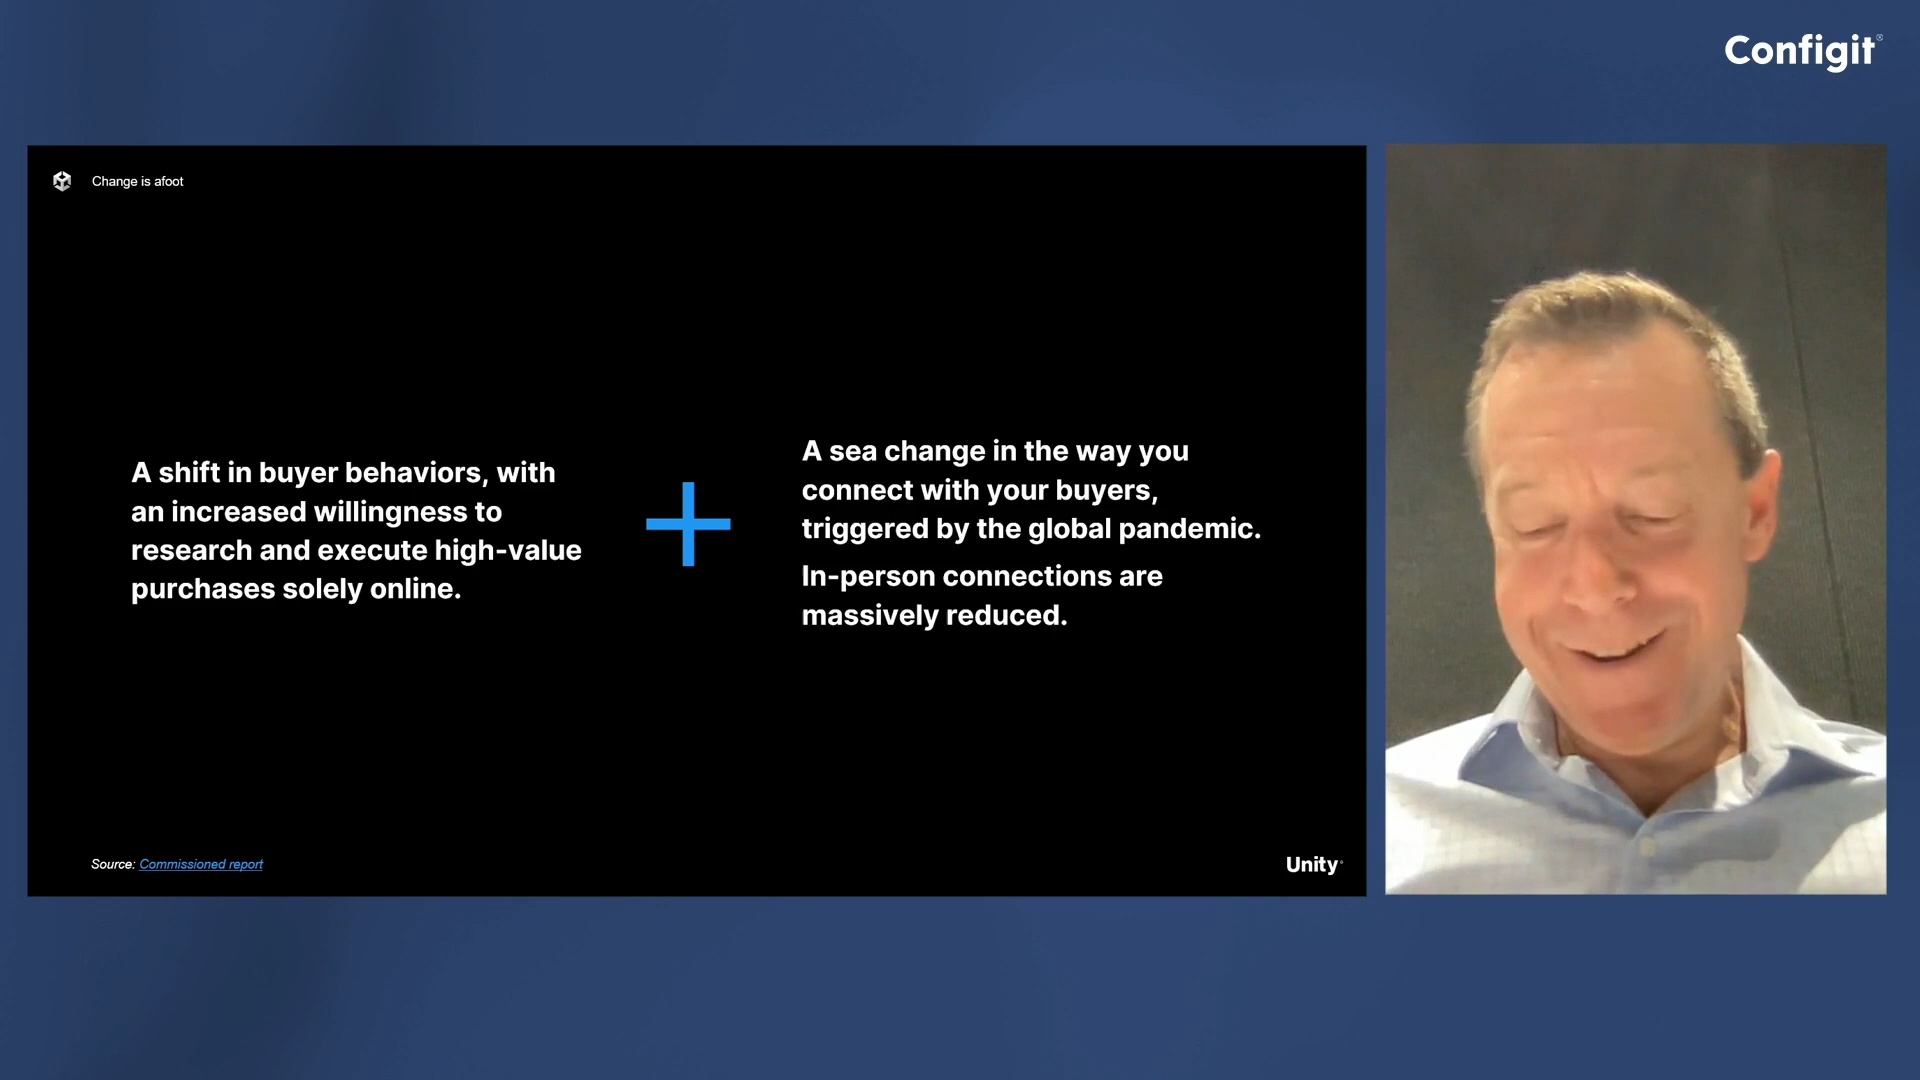 Configit®
Change is afoot
A shift in buyer behaviors, with
an increased willingness to
research and execute high-value
purchases solely online.
A sea change in the way you
connect with your buyers,
triggered by the global pandemic.
In-person connections are
massively reduced.
Source: Commissioned report
Unity